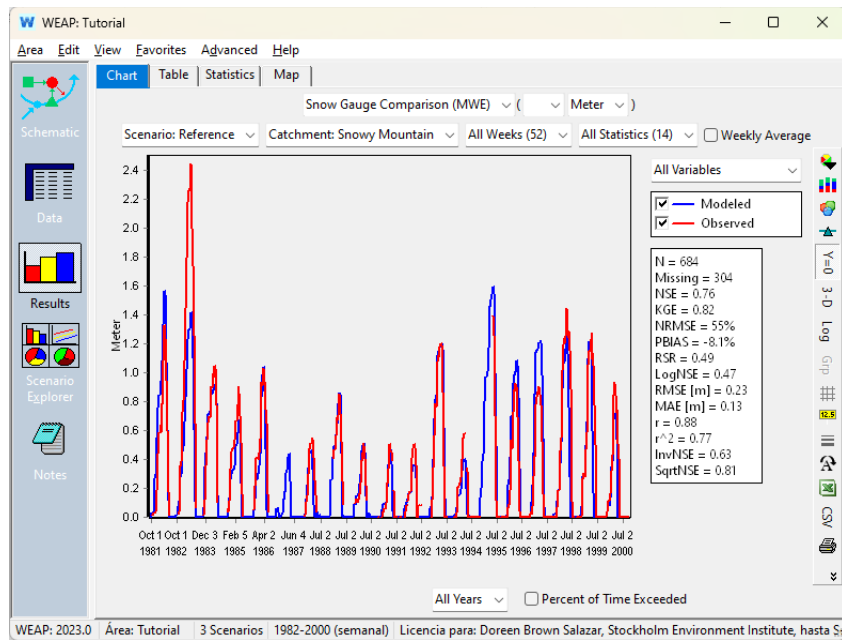 WEAP: Tutorial
Area Edit View Favorites Advanced Help
Chart Table Statistics Map
Snow Gauge Comparison (MWE) ( Meter )
Scenario: Reference Catchment: Snowy Mountain All Weeks (52) All Statistics (14) Weekly Average
Schematic
Data
Results
Scenario
Explorer
Notes
Meter
2.4
2.2
2.0
1.8
1.6
1.4
1.2
1.0
0.8
0.6
0.4
0.2
0.0
Oct 1 Oct 1 Dec 3 Feb 5 Apr 2 Jun 4 Jul 2 Jul 2 Jul 2 Jul 2 Jul 2 Jul 2 Jul 2 Jul 2 Jul 2 Jul 2 Jul 2 Jul 2 Jul 2
1981 1982 1983 1985 1986 1987 1988 1989 1990 1991 1992 1993 1994 1995 1996 1997 1998 1999 2000
All Variables
Modeled
Observed
N = 684
Missing = 304
NSE = 0.76
KGE = 0.82
NRMSE = 55%
PBIAS = -8.1%
RSR = 0.49
LogNSE = 0.47
RMSE [m] = 0.23
MAE [m] = 0.13
r = 0.88
r^2 = 0.77
InvNSE = 0.63
SqrtNSE = 0.81
Y=0
3-D
Log
Grp
12.5
A
CSV
All Years Percent of Time Exceeded
WEAP: 2023.0 Área: Tutorial 3 Scenarios 1982-2000 (semanal) Licencia para: Doreen Brown Salazar, Stockholm Environment Institute, hasta